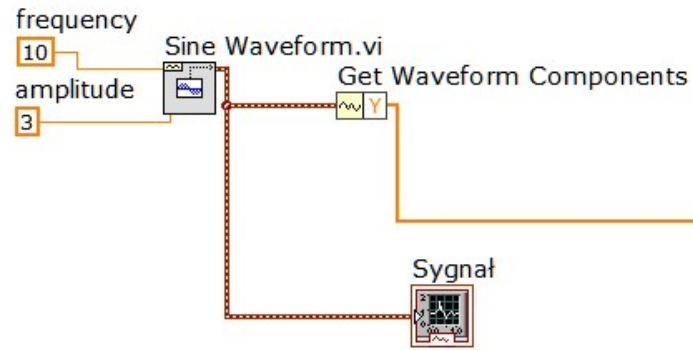 frequency
10
Sine Waveform.vi
Get Waveform Components
amplitude
3
Y
Sygnał